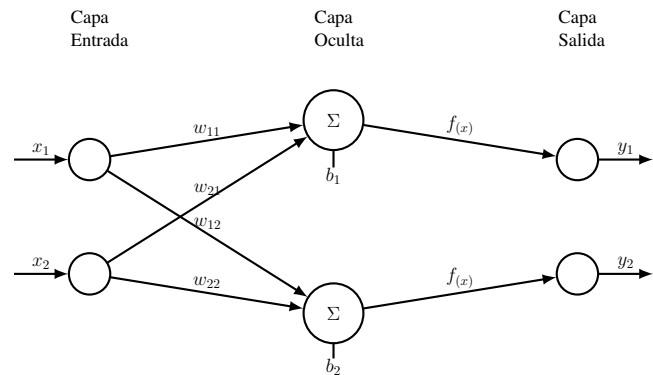 Capa
Entrada
Capa
Oculta
Capa
Salida
x₁
w₁₁
Σ
b₁
f₍ₓ₎
y₁
w₂₁
w₁₂
x₂
w₂₂
Σ
b₂
f₍ₓ₎
y₂